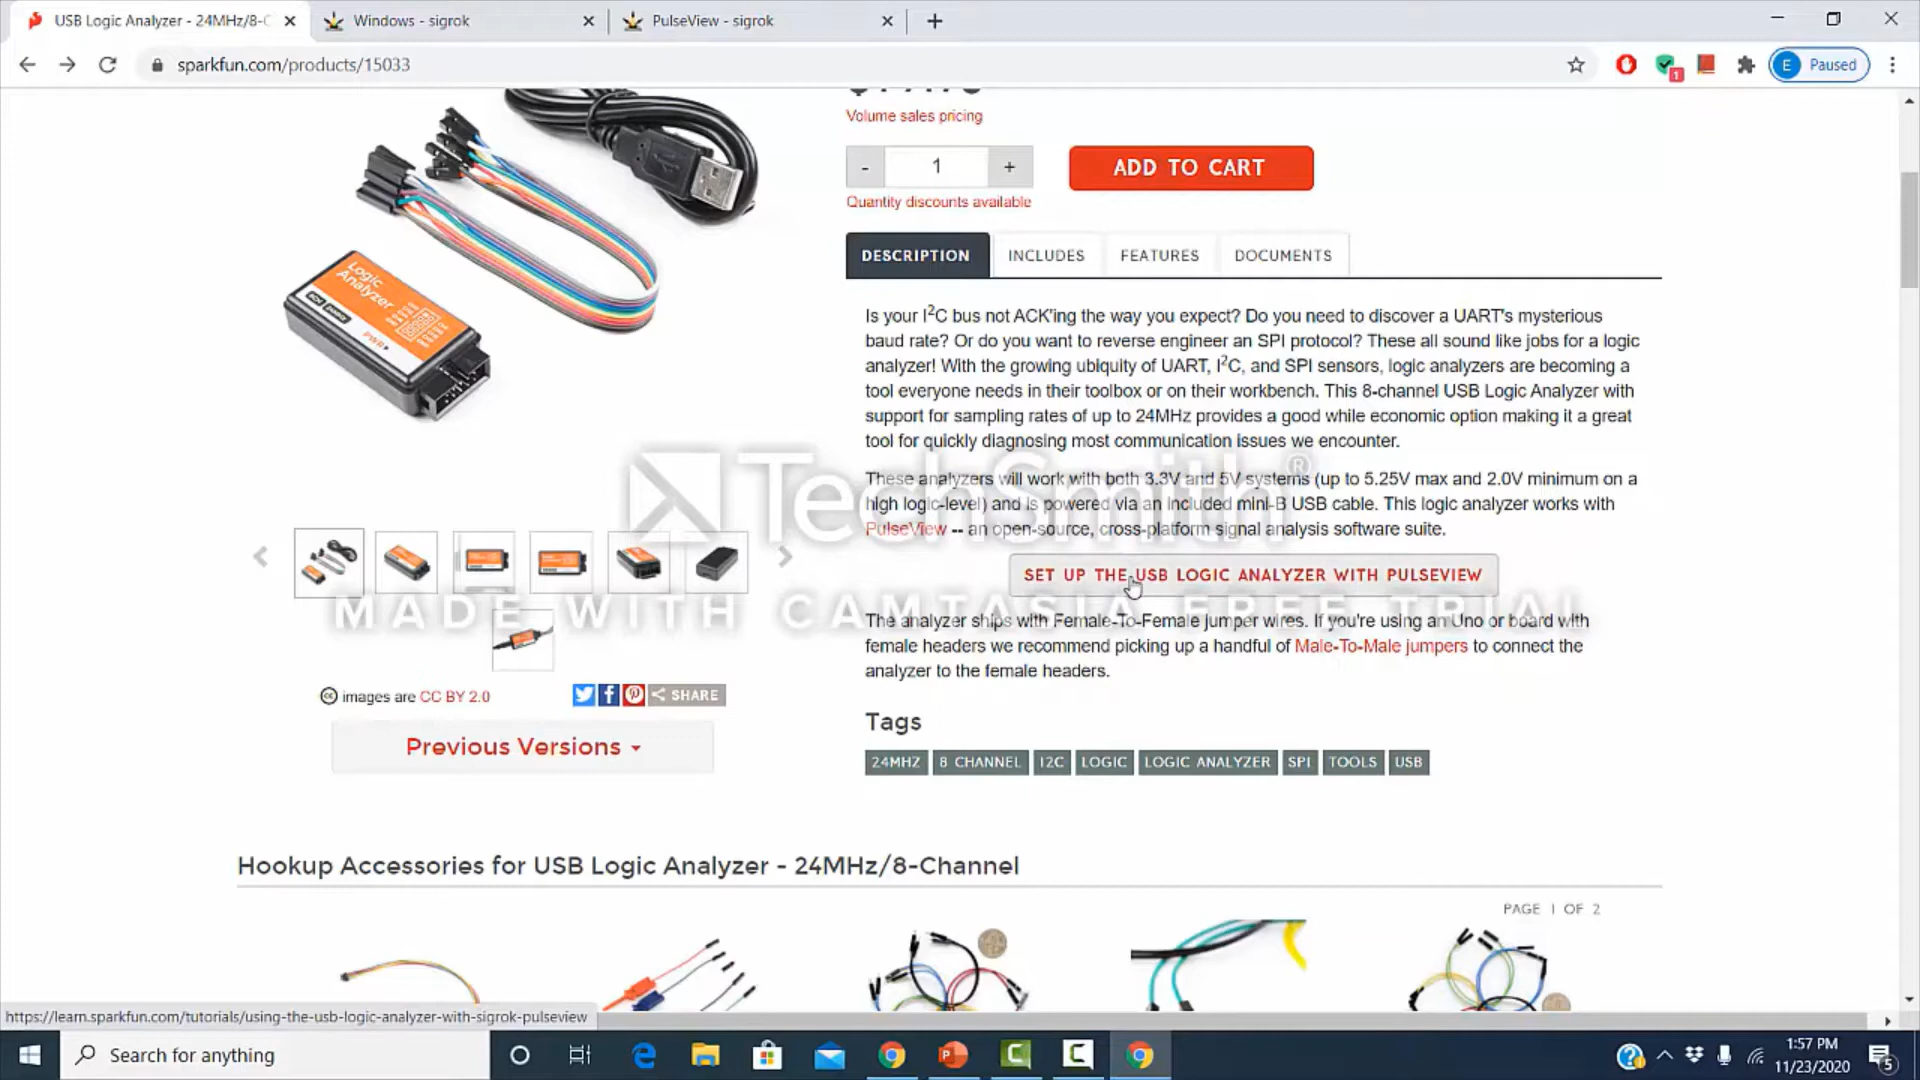 USB Logic Analyzer - 24MHz/8-C
Windows - sigrok
PulseView - sigrok
sparkfun.com/products/15033
1
E
Paused
Volume sales pricing
- 1 +
ADD TO CART
Quantity discounts available
DESCRIPTION
INCLUDES
FEATURES
DOCUMENTS
Logic
Analyzer
PWR
Is your I2C bus not ACK'ing the way you expect? Do you need to discover a UART's mysterious
baud rate? Or do you want to reverse engineer an SPI protocol? These all sound like jobs for a logic
analyzer! With the growing ubiquity of UART, I2C, and SPI sensors, logic analyzers are becoming a
tool everyone needs in their toolbox or on their workbench. This 8-channel USB Logic Analyzer with
support for sampling rates of up to 24MHz provides a good while economic option making it a great
tool for quickly diagnosing most communication issues we encounter.
These analyzers will work with both 3.3V and 5V systems (up to 5.25V max and 2.0V minimum on a
high logic-level) and is powered via an included mini-B USB cable. This logic analyzer works with
PulseView -- an open-source, cross-platform signal analysis software suite.
TechSmith®
SET UP THE USB LOGIC ANALYZER WITH PULSEVIEW
MADE WITH CAMTASIA FREE TRIAL
The analyzer ships with Female-To-Female jumper wires. If you're using an Uno or board with
female headers we recommend picking up a handful of Male-To-Male jumpers to connect the
analyzer to the female headers.
cc images are CC BY 2.0
SHARE
Previous Versions
Tags
24MHZ
8 CHANNEL
I2C
LOGIC
LOGIC ANALYZER
SPI
TOOLS
USB
Hookup Accessories for USB Logic Analyzer - 24MHz/8-Channel
PAGE 1 OF 2
https://learn.sparkfun.com/tutorials/using-the-usb-logic-analyzer-with-sigrok-pulseview
Search for anything
1:57 PM
11/23/2020
5